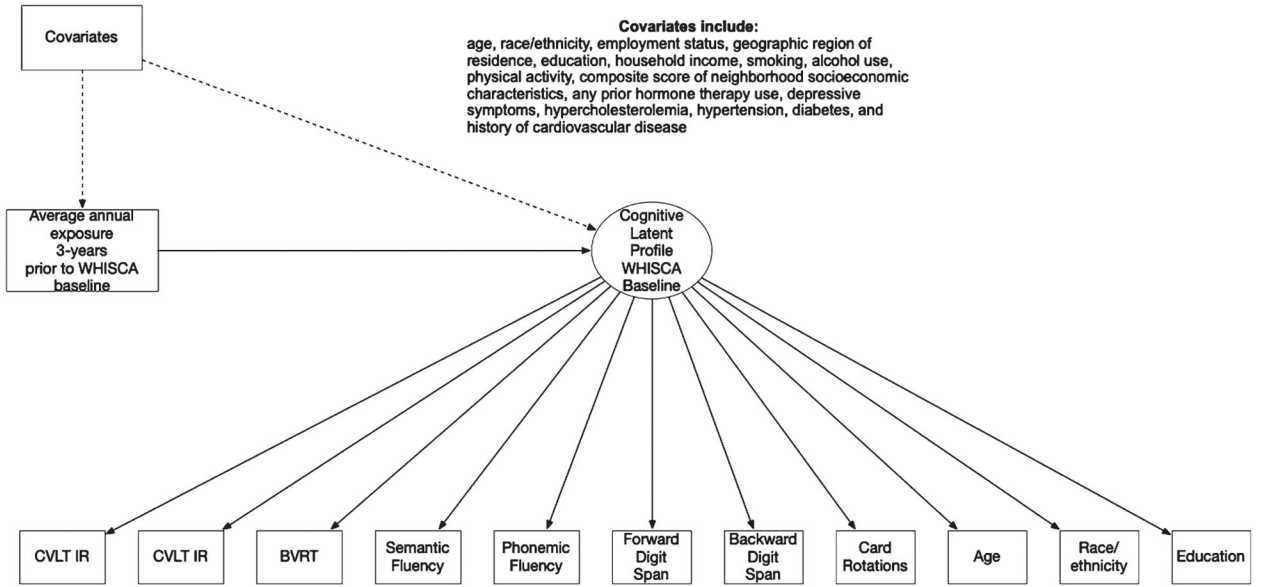 Covariates
Covariates include:
age, race/ethnicity, employment status, geographic region of
residence, education, household income, smoking, alcohol use,
physical activity, composite score of neighborhood socioeconomic
characteristics, any prior hormone therapy use, depressive
symptoms, hypercholesterolemia, hypertension, diabetes, and
history of cardiovascular disease
Average annual
exposure
3-years
prior to WHISCA
baseline
Cognitive
Latent
Profile
WHISCA
Baseline
CVLT IR
CVLT IR
BVRT
Semantic
Fluency
Phonemic
Fluency
Forward
Digit
Span
Backward
Digit
Span
Card
Rotations
Age
Race/
ethnicity
Education